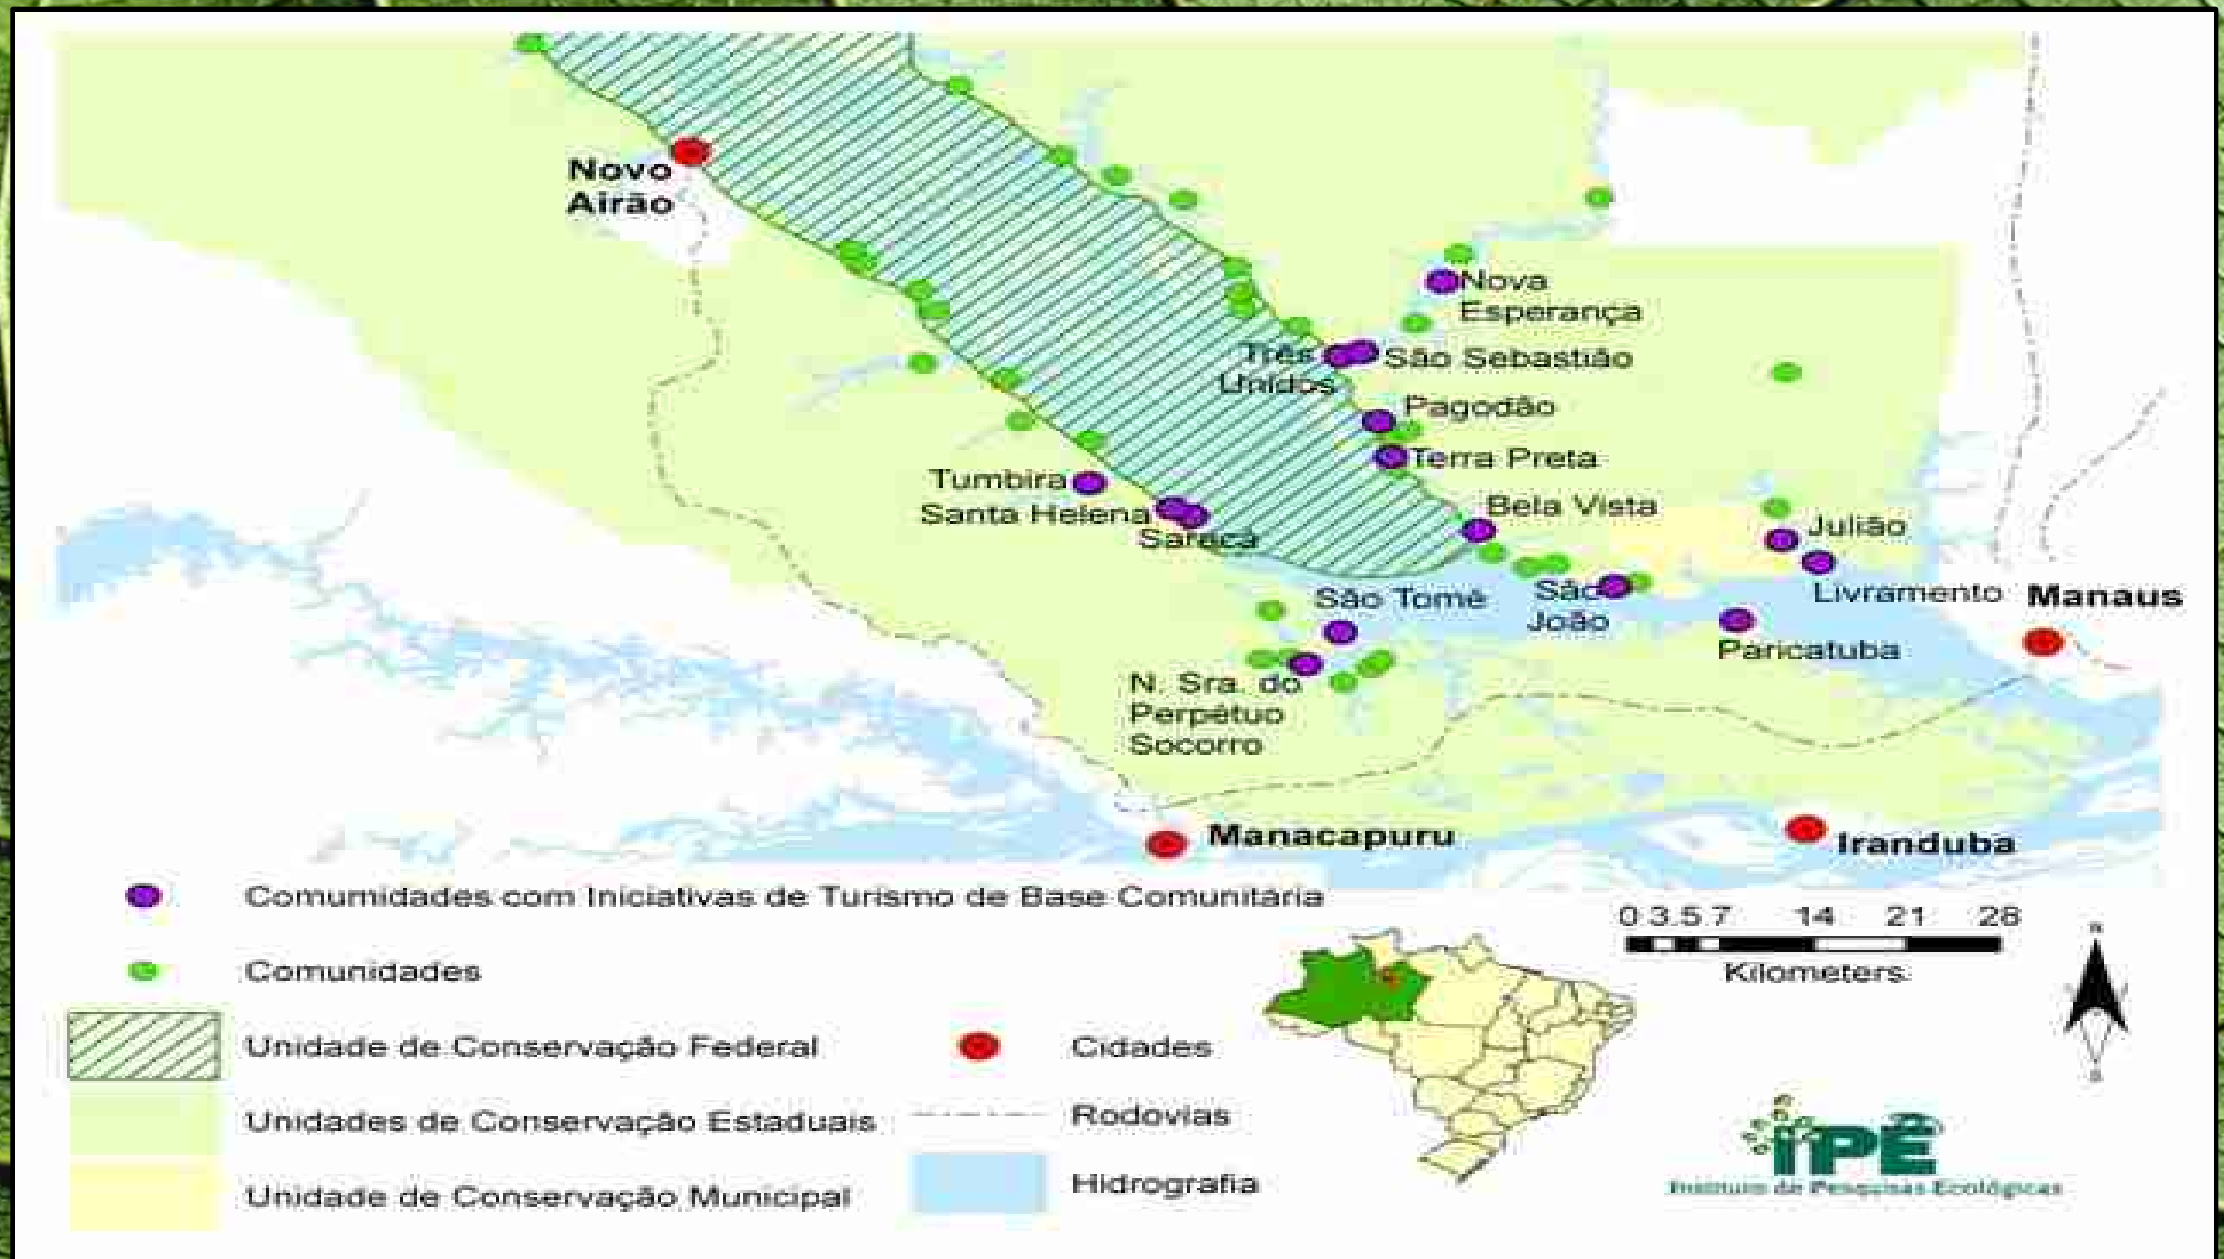 Novo
Airão
Nova
Esperança
Três
Unidos
São Sebastião
Pagodão
Terra Preta
Tumbira
Santa Helena
Saracá
Bela Vista
Julião
Livramento
Manaus
São Tomé
São
João
Paricatuba
N. Sra. do
Perpétuo
Socorro
Manacapuru
Iranduba
Comumidades com Iniciativas de Turismo de Base Comunitária
Comunidades
Unidade de Conservação Federal
Unidades de Conservação Estaduais
Unidade de Conservação Municipal
Cidades
Rodovias
Hidrografia
0 3.5 7 14 21 28
Kilometers
N
S
IPÊ
Instituto de Pesquisas Ecológicas